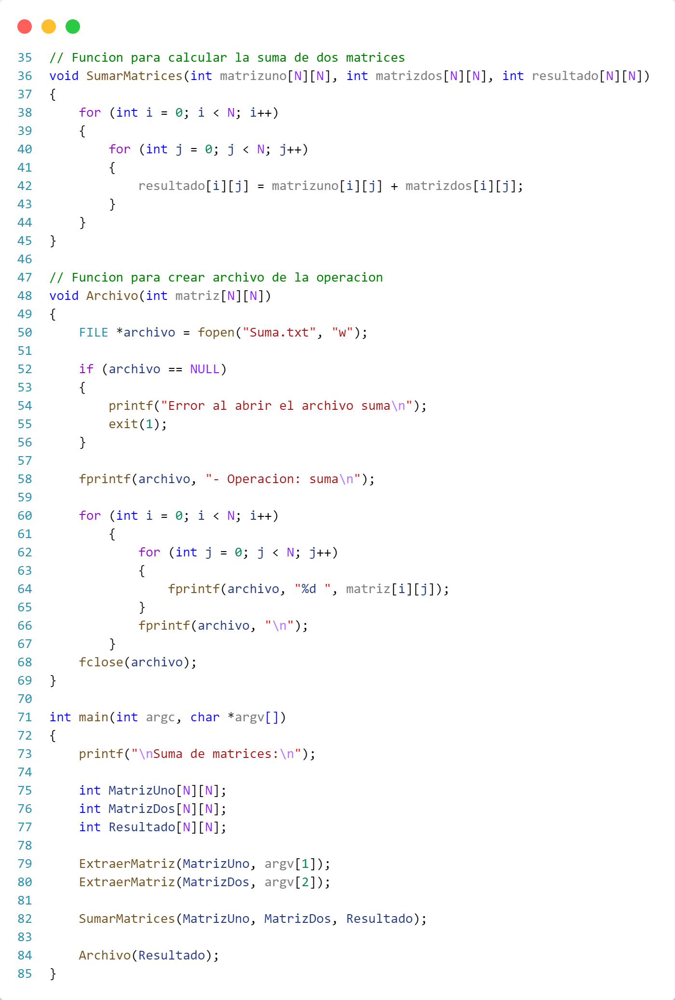 35 // Funcion para calcular la suma de dos matrices
36 void SumarMatrices(int matrizuno[N][N], int matrizdos[N][N], int resultado[N][N])
37 {
38     for (int i = 0; i < N; i++)
39     {
40         for (int j = 0; j < N; j++)
41         {
42             resultado[i][j] = matrizuno[i][j] + matrizdos[i][j];
43         }
44     }
45 }
46
47 // Funcion para crear archivo de la operacion
48 void Archivo(int matriz[N][N])
49 {
50     FILE *archivo = fopen("Suma.txt", "w");
51
52     if (archivo == NULL)
53     {
54         printf("Error al abrir el archivo suma\n");
55         exit(1);
56     }
57
58     fprintf(archivo, "- Operacion: suma\n");
59
60     for (int i = 0; i < N; i++)
61         {
62             for (int j = 0; j < N; j++)
63             {
64                 fprintf(archivo, "%d ", matriz[i][j]);
65             }
66             fprintf(archivo, "\n");
67         }
68     fclose(archivo);
69 }
70
71 int main(int argc, char *argv[])
72 {
73     printf("\nSuma de matrices:\n");
74
75     int MatrizUno[N][N];
76     int MatrizDos[N][N];
77     int Resultado[N][N];
78
79     ExtraerMatriz(MatrizUno, argv[1]);
80     ExtraerMatriz(MatrizDos, argv[2]);
81
82     SumarMatrices(MatrizUno, MatrizDos, Resultado);
83
84     Archivo(Resultado);
85 }